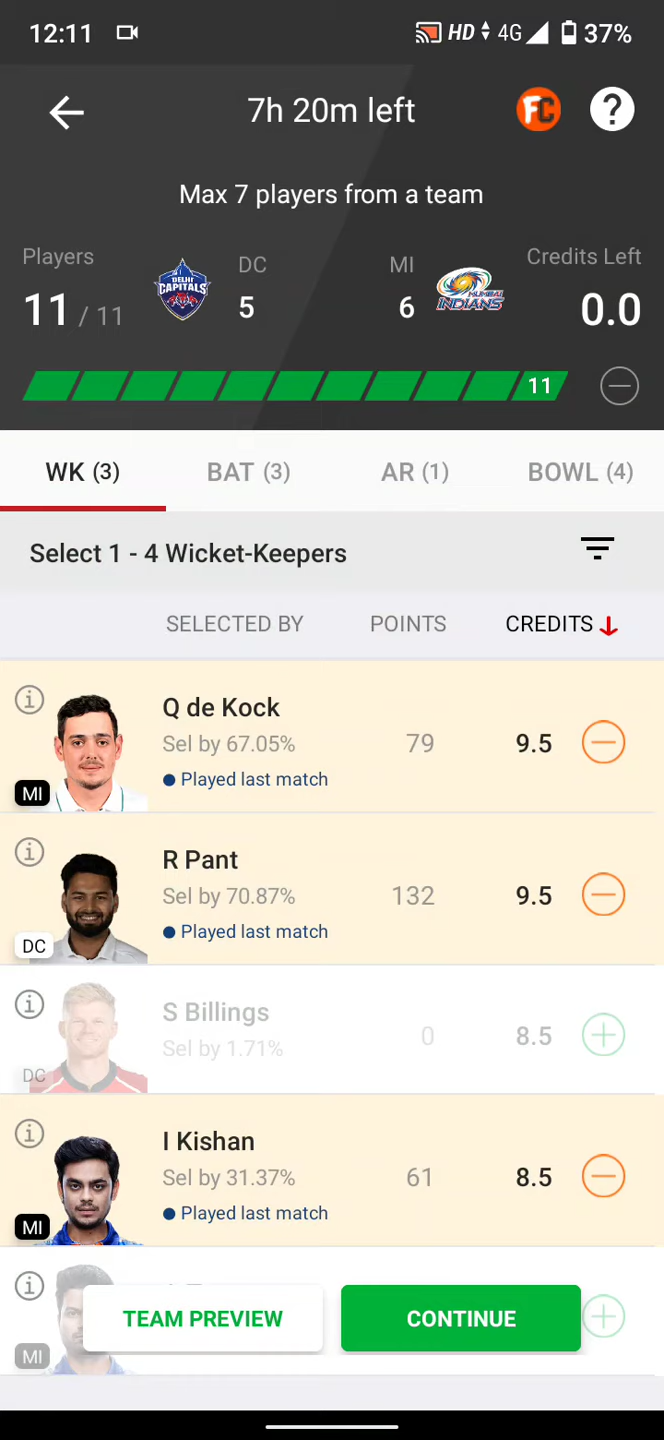 12:11 HD 4G 37%
7h 20m left FC ?
Max 7 players from a team
Players DC MI Credits Left
11 / 11 DELHI CAPITALS 5 6 MUMBAI INDIANS 0.0
11
WK (3) BAT (3) AR (1) BOWL (4)
Select 1 - 4 Wicket-Keepers
SELECTED BY POINTS CREDITS
Q de Kock
Sel by 67.05% 79 9.5
Played last match
MI
R Pant
Sel by 70.87% 132 9.5
Played last match
DC
S Billings
Sel by 1.71% 0 8.5
DC
I Kishan
Sel by 31.37% 61 8.5
Played last match
MI
TEAM PREVIEW CONTINUE
MI